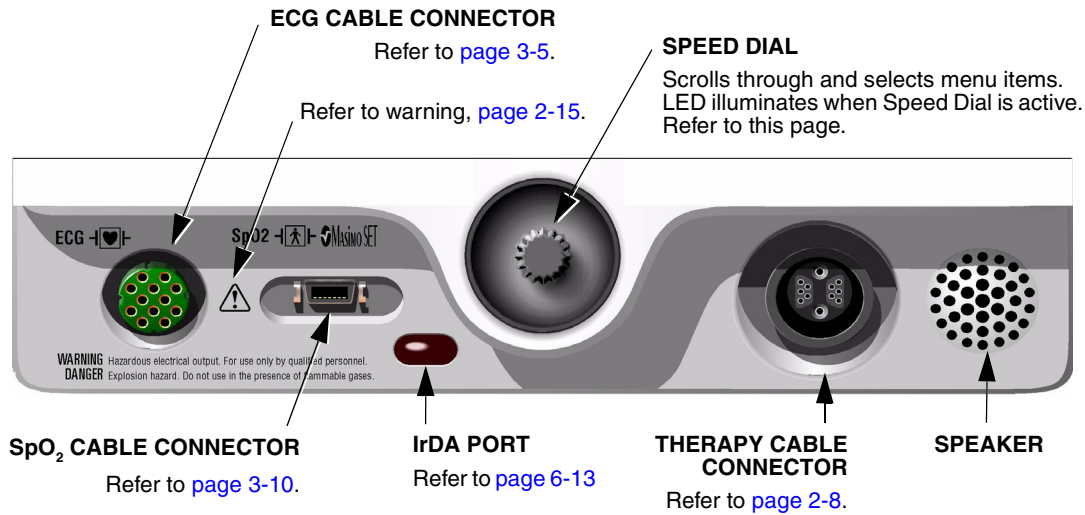 ECG CABLE CONNECTOR
Refer to page 3-5.
Refer to warning, page 2-15.
SPEED DIAL
Scrolls through and selects menu items.
LED illuminates when Speed Dial is active.
Refer to this page.
ECG
SpO2 Masimo SET
WARNING Hazardous electrical output. For use only by qualified personnel.
DANGER Explosion hazard. Do not use in the presence of flammable gases.
SpO₂ CABLE CONNECTOR
Refer to page 3-10.
IrDA PORT
Refer to page 6-13
THERAPY CABLE
CONNECTOR
Refer to page 2-8.
SPEAKER